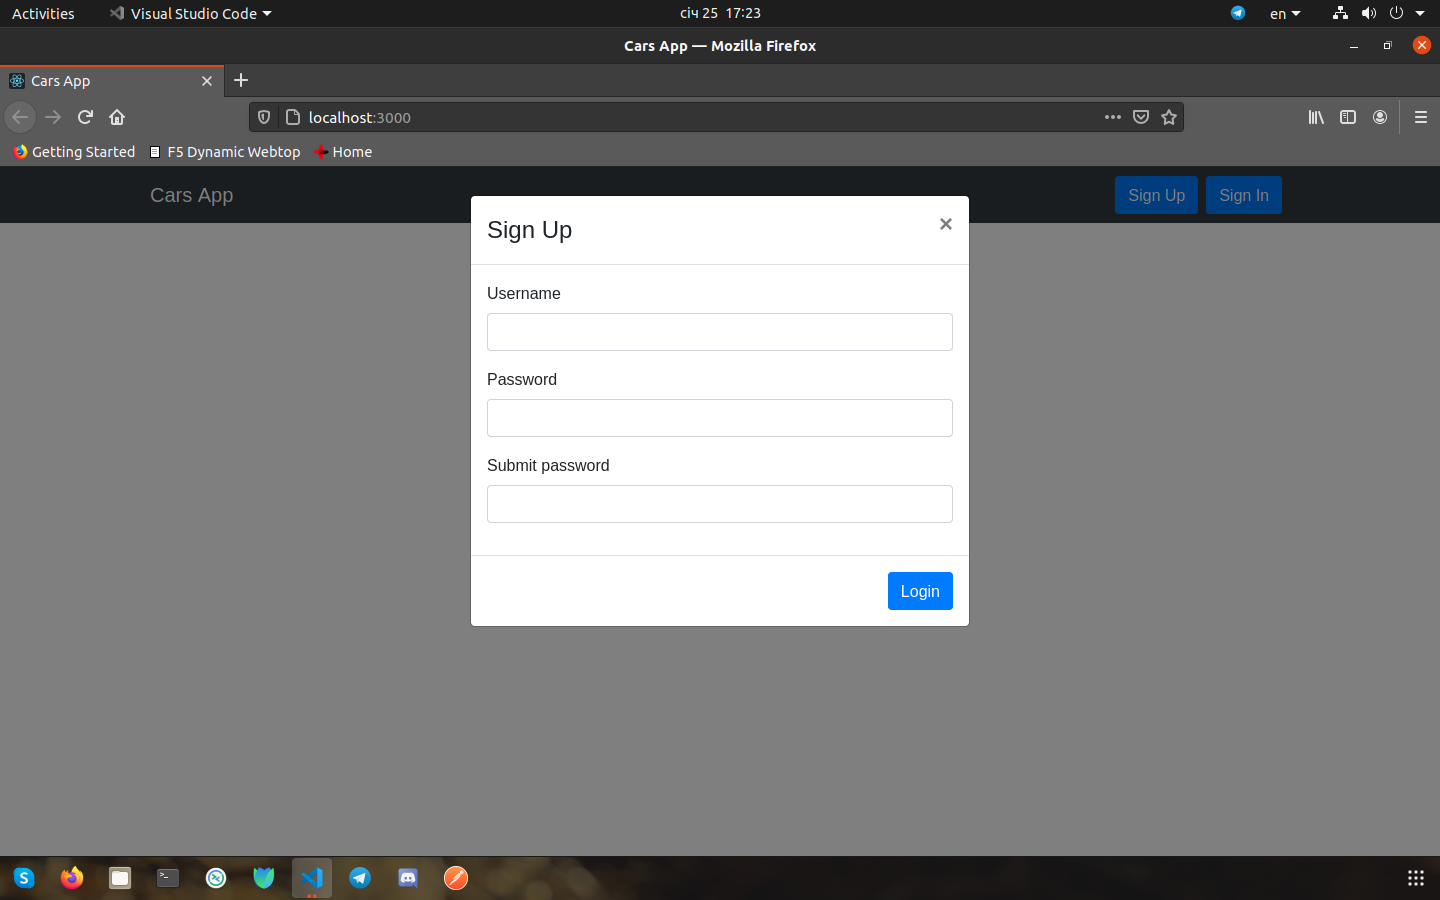 Activities
Visual Studio Code
січ 25 17:23
en
Cars App — Mozilla Firefox
Cars App
localhost:3000
Getting Started
F5 Dynamic Webtop
Home
Cars App
Sign Up
Sign In
Sign Up
×
Username
Password
Submit password
Login